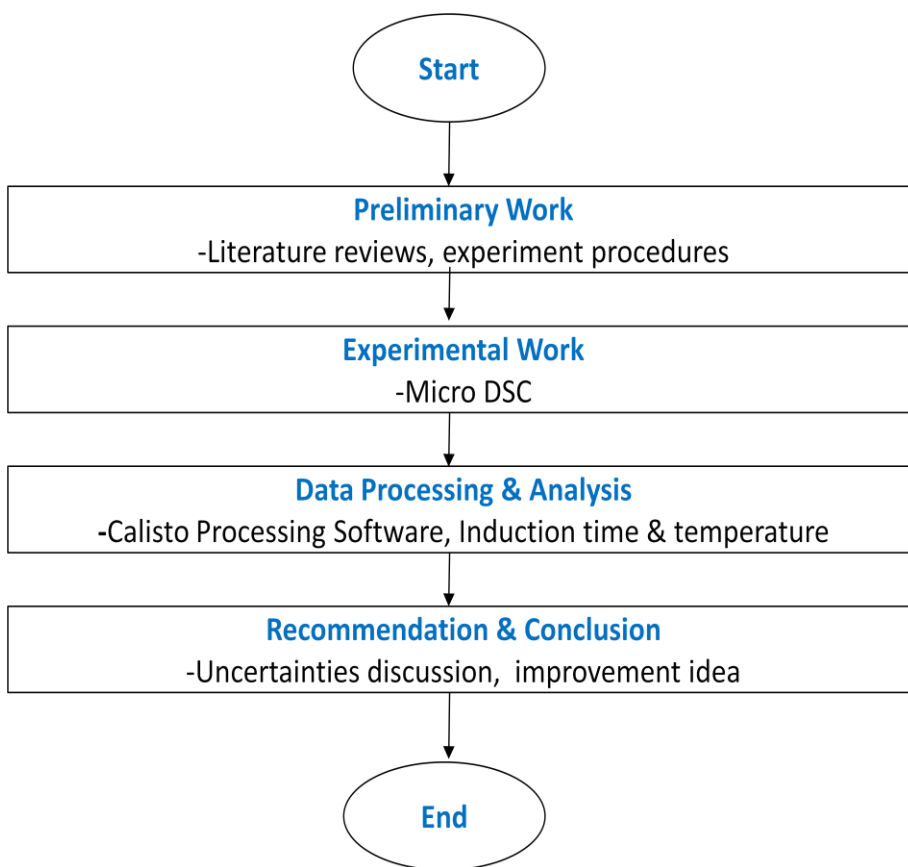 Start
Preliminary Work
-Literature reviews, experiment procedures
Experimental Work
-Micro DSC
Data Processing & Analysis
-Calisto Processing Software, Induction time & temperature
Recommendation & Conclusion
-Uncertainties discussion,  improvement idea
End